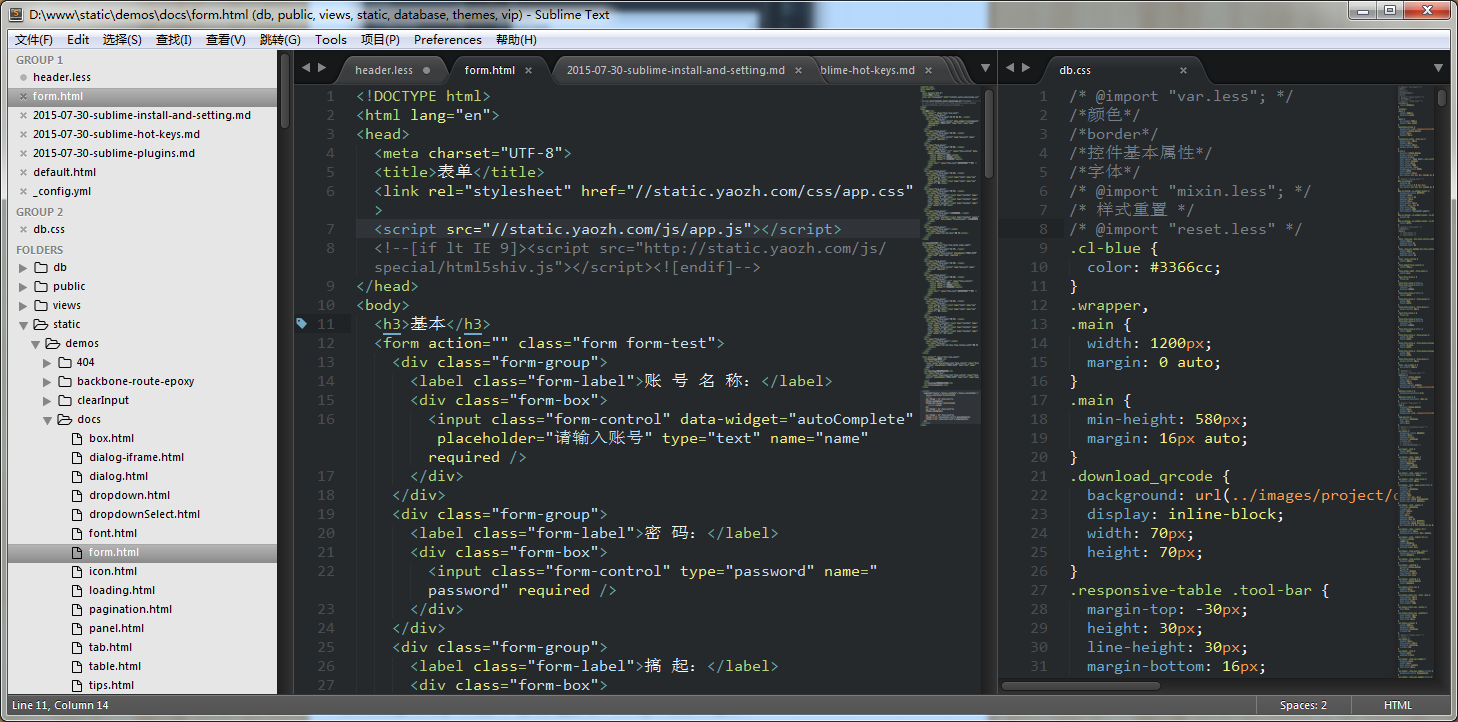 D:\www\static\demos\docs\form.html (db, public, views, static, database, themes, vip) - Sublime Text
文件(F) Edit 选择(S) 查找(I) 查看(V) 跳转(G) Tools 项目(P) Preferences 帮助(H)
GROUP 1
header.less
form.html
2015-07-30-sublime-install-and-setting.md
2015-07-30-sublime-hot-keys.md
2015-07-30-sublime-plugins.md
default.html
_config.yml
GROUP 2
db.css
FOLDERS
db
public
views
static
demos
404
backbone-route-epoxy
clearInput
docs
box.html
dialog-iframe.html
dialog.html
dropdown.html
dropdownSelect.html
font.html
form.html
icon.html
loading.html
pagination.html
panel.html
tab.html
table.html
tips.html
header.less form.html 2015-07-30-sublime-install-and-setting.md blime-hot-keys.md
1 <!DOCTYPE html>
2 <html lang="en">
3 <head>
4 <meta charset="UTF-8">
5 <title>表单</title>
6 <link rel="stylesheet" href="//static.yaozh.com/css/app.css"
>
7 <script src="//static.yaozh.com/js/app.js"></script>
8 <!--[if lt IE 9]><script src="http://static.yaozh.com/js/
special/html5shiv.js"></script><![endif]-->
9 </head>
10 <body>
11 <h3>基本</h3>
12 <form action="" class="form form-test">
13 <div class="form-group">
14 <label class="form-label">账 号 名 称：</label>
15 <div class="form-box">
16 <input class="form-control" data-widget="autoComplete"
placeholder="请输入账号" type="text" name="name"
required />
17 </div>
18 </div>
19 <div class="form-group">
20 <label class="form-label">密 码：</label>
21 <div class="form-box">
22 <input class="form-control" type="password" name="
password" required />
23 </div>
24 </div>
25 <div class="form-group">
26 <label class="form-label">搞 起：</label>
27 <div class="form-box">
db.css
1 /* @import "var.less"; */
2 /*颜色*/
3 /*border*/
4 /*控件基本属性*/
5 /*字体*/
6 /* @import "mixin.less"; */
7 /* 样式重置 */
8 /* @import "reset.less" */
9 .cl-blue {
10 color: #3366cc;
11 }
12 .wrapper,
13 .main {
14 width: 1200px;
15 margin: 0 auto;
16 }
17 .main {
18 min-height: 580px;
19 margin: 16px auto;
20 }
21 .download_qrcode {
22 background: url(../images/project/
23 display: inline-block;
24 width: 70px;
25 height: 70px;
26 }
27 .responsive-table .tool-bar {
28 margin-top: -30px;
29 height: 30px;
30 line-height: 30px;
31 margin-bottom: 16px;
Line 11, Column 14
Spaces: 2 HTML